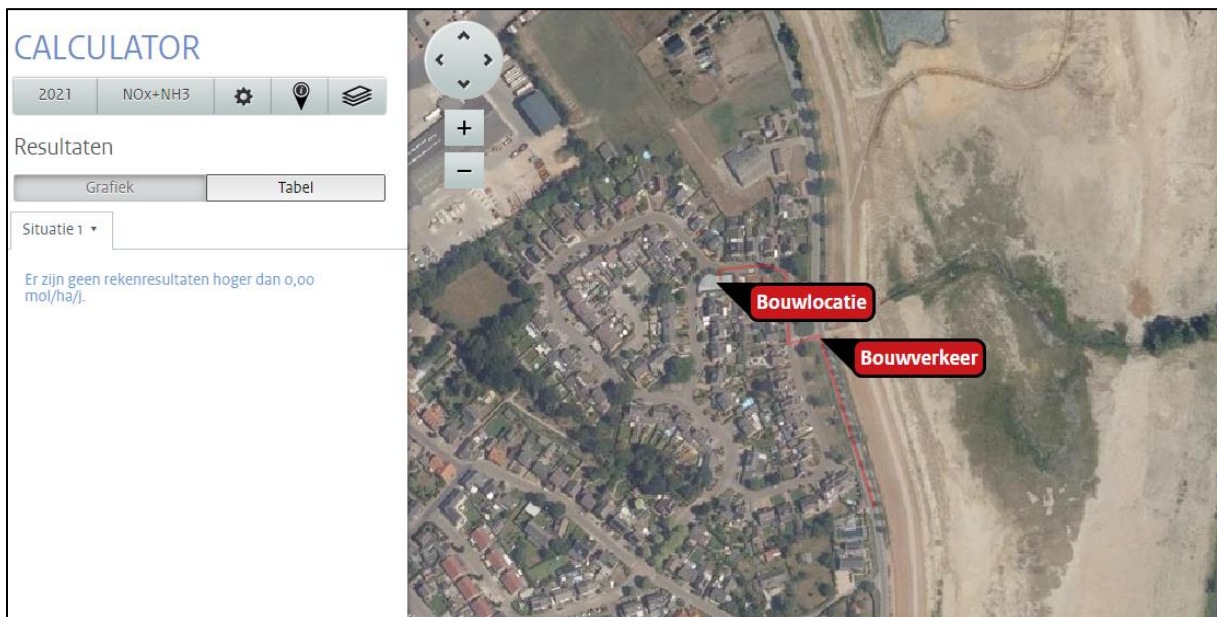 CALCULATOR
2021 NOx+NH3
Resultaten
Grafiek Tabel
Situatie 1
Er zijn geen rekenresultaten hoger dan 0,00
mol/ha/j.
Bouwlocatie
Bouwverkeer